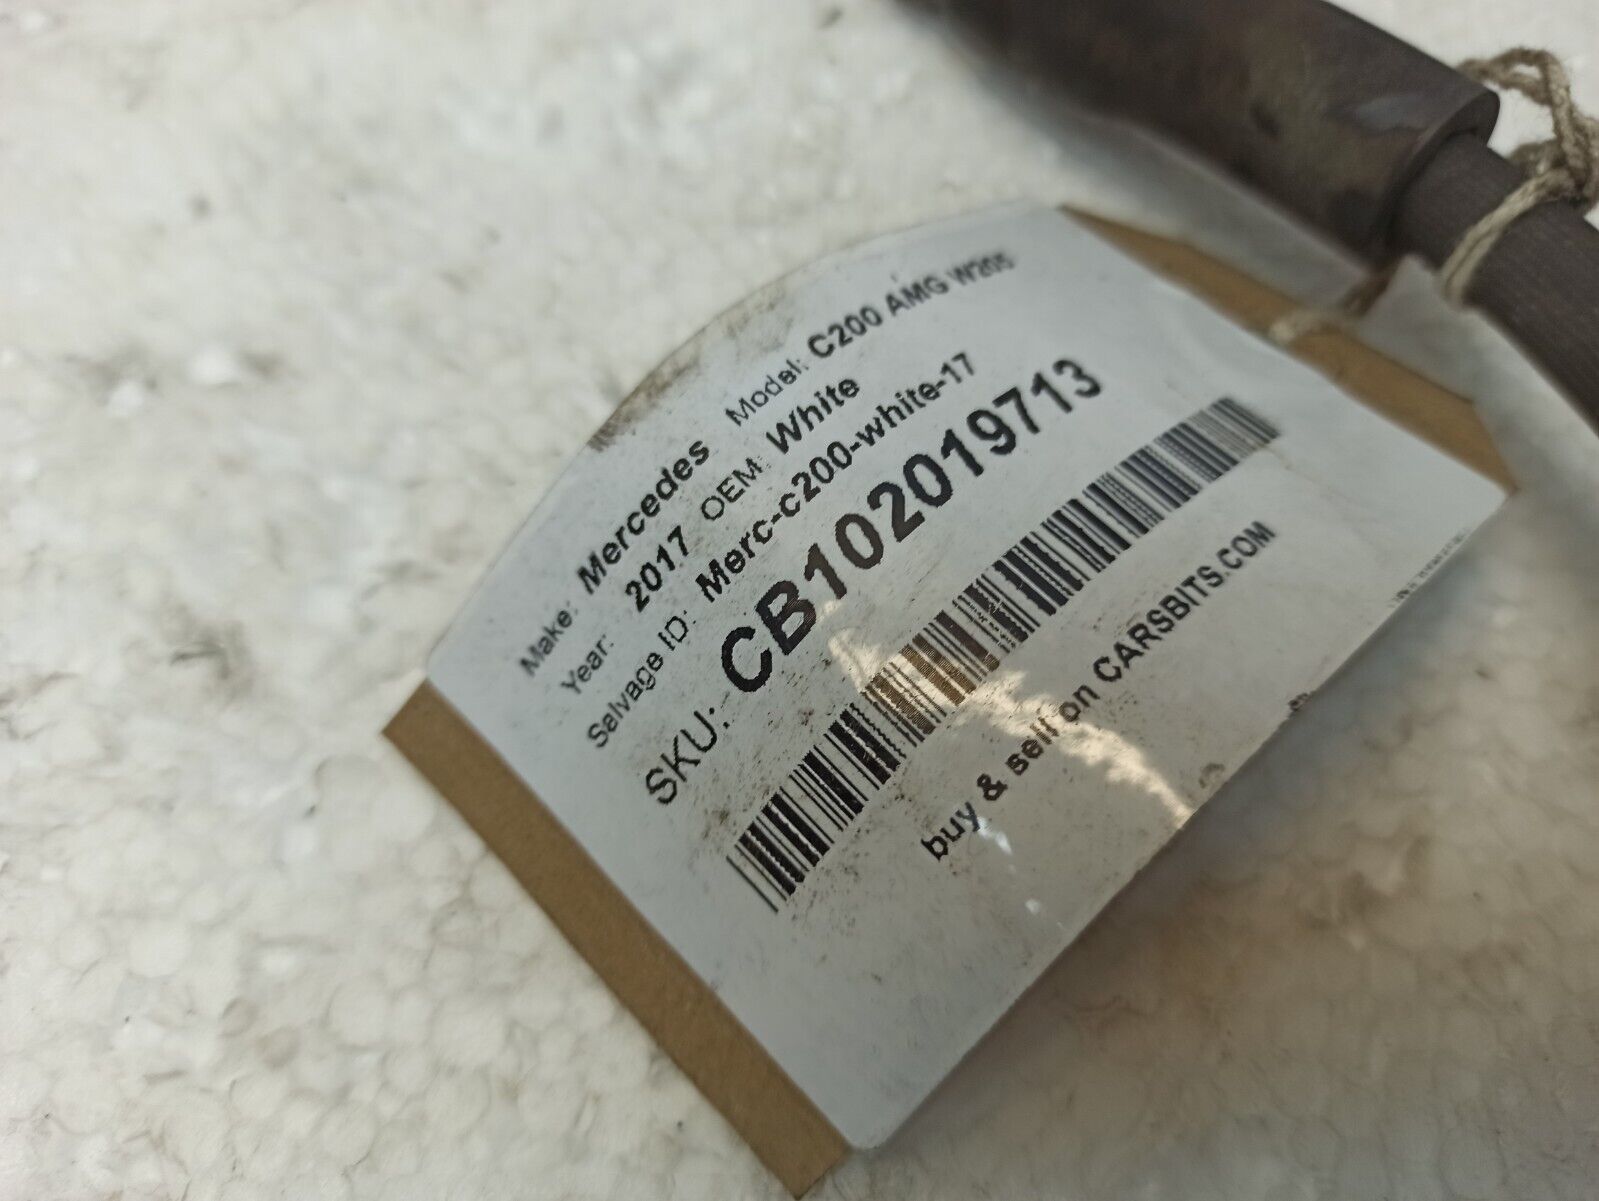 Make: Mercedes Model: C200 AMG W205
Year: 2017 OEM: White
Salvage ID: Merc-c200-white-17
SKU: CB102019713
buy & sell on CARSBITS.COM